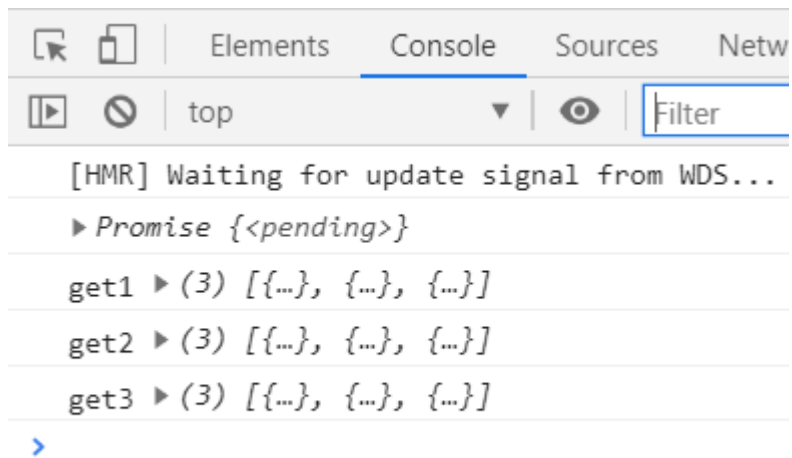 Elements Console Sources Netw
top Filter
[HMR] Waiting for update signal from WDS...
Promise {<pending>}
get1 (3) [{…}, {…}, {…}]
get2 (3) [{…}, {…}, {…}]
get3 (3) [{…}, {…}, {…}]